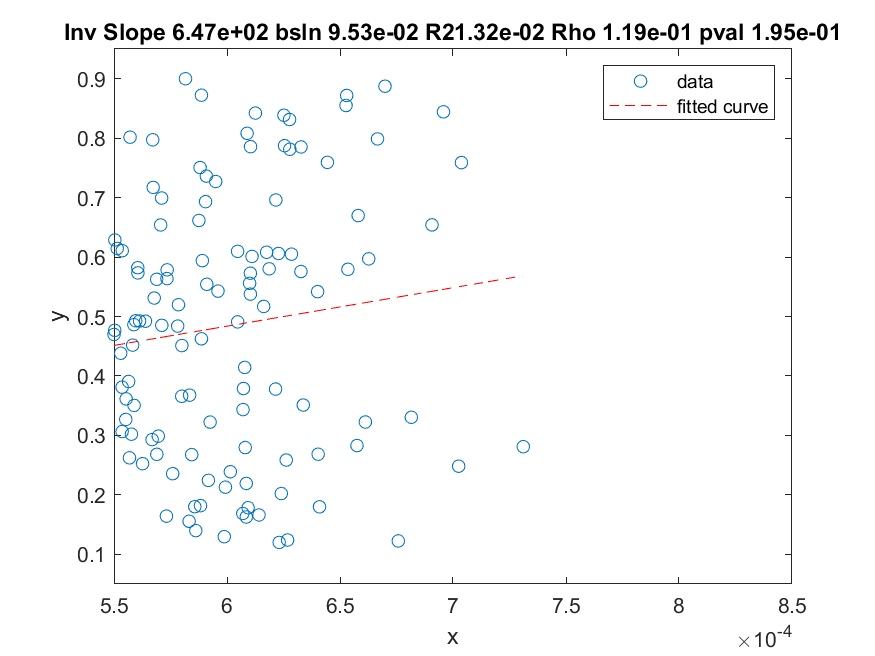 Inv Slope 6.47e+02 bsln 9.53e-02 R21.32e-02 Rho 1.19e-01 pval 1.95e-01
data
fitted curve
0.9
0.8
0.7
0.6
0.5
0.4
0.3
0.2
0.1
y
5.5 6 6.5 7 7.5 8 8.5
x
×10-4